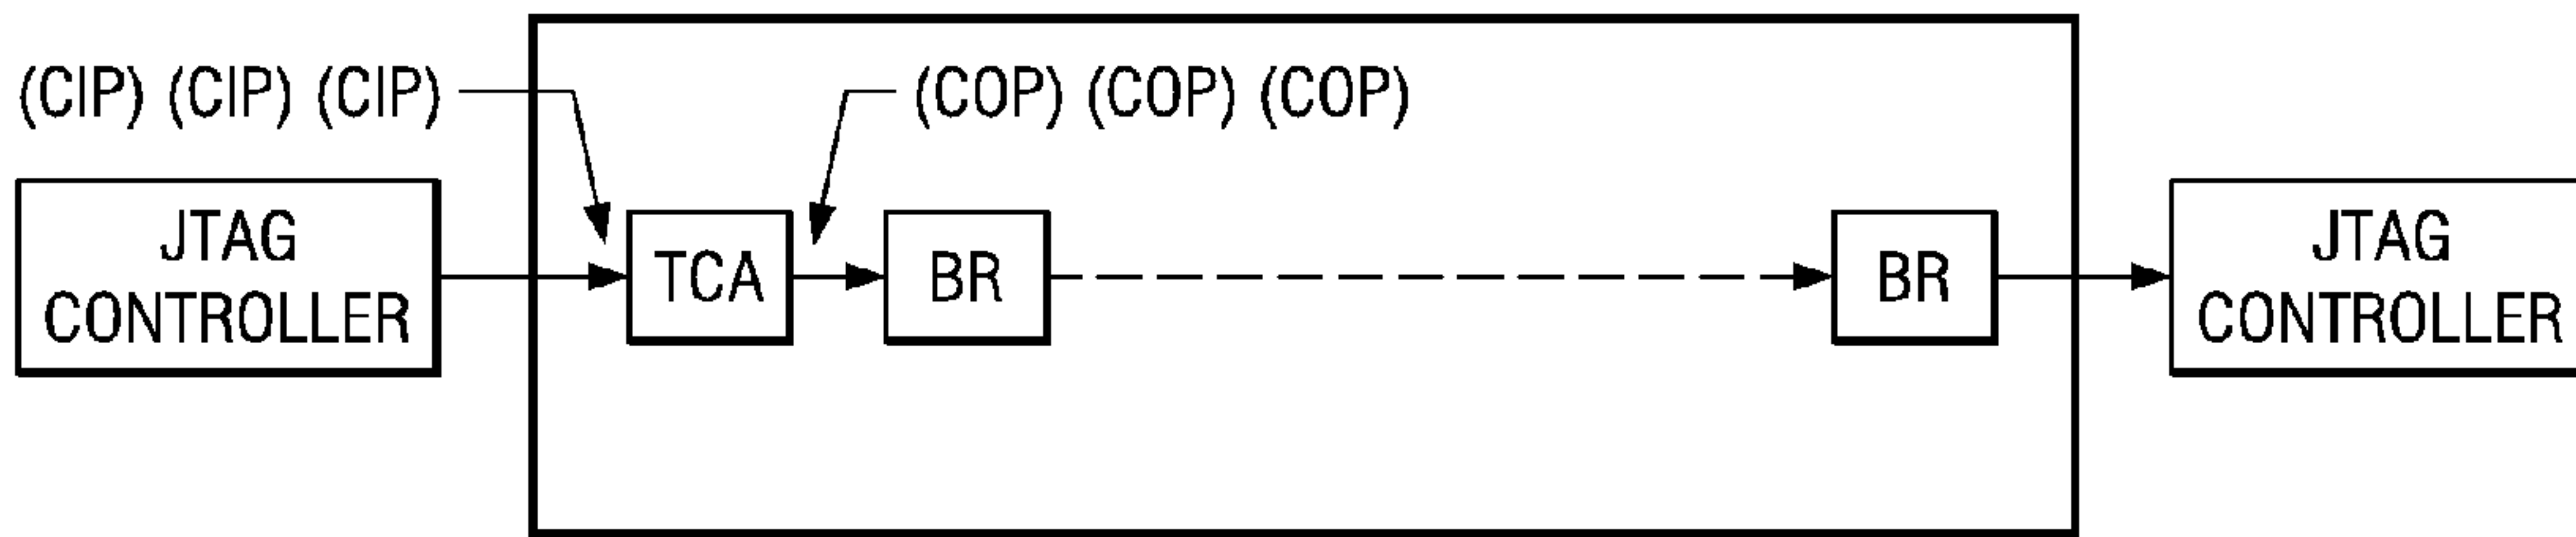 (CIP) (CIP) (CIP)
(COP) (COP) (COP)
JTAG
CONTROLLER
TCA
BR
BR
JTAG
CONTROLLER